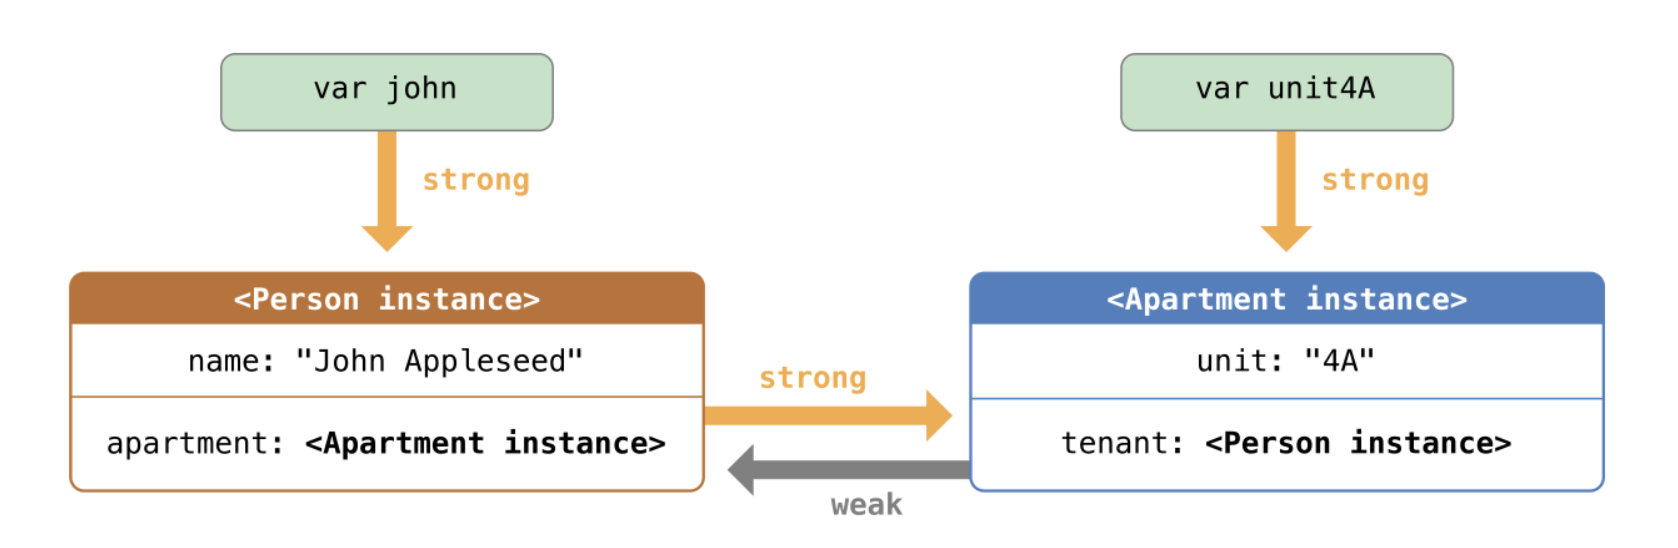 var john
var unit4A
strong
strong
<Person instance>
<Apartment instance>
name: "John Appleseed"
unit: "4A"
strong
apartment: <Apartment instance>
tenant: <Person instance>
weak